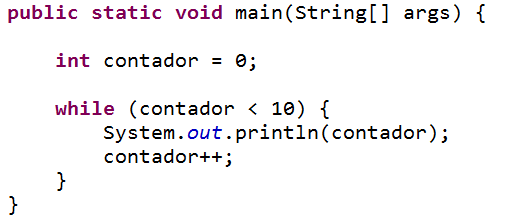 public static void main(String[] args) {
int contador = 0;
while (contador < 10) {
System.out.println(contador);
contador++;
}
}